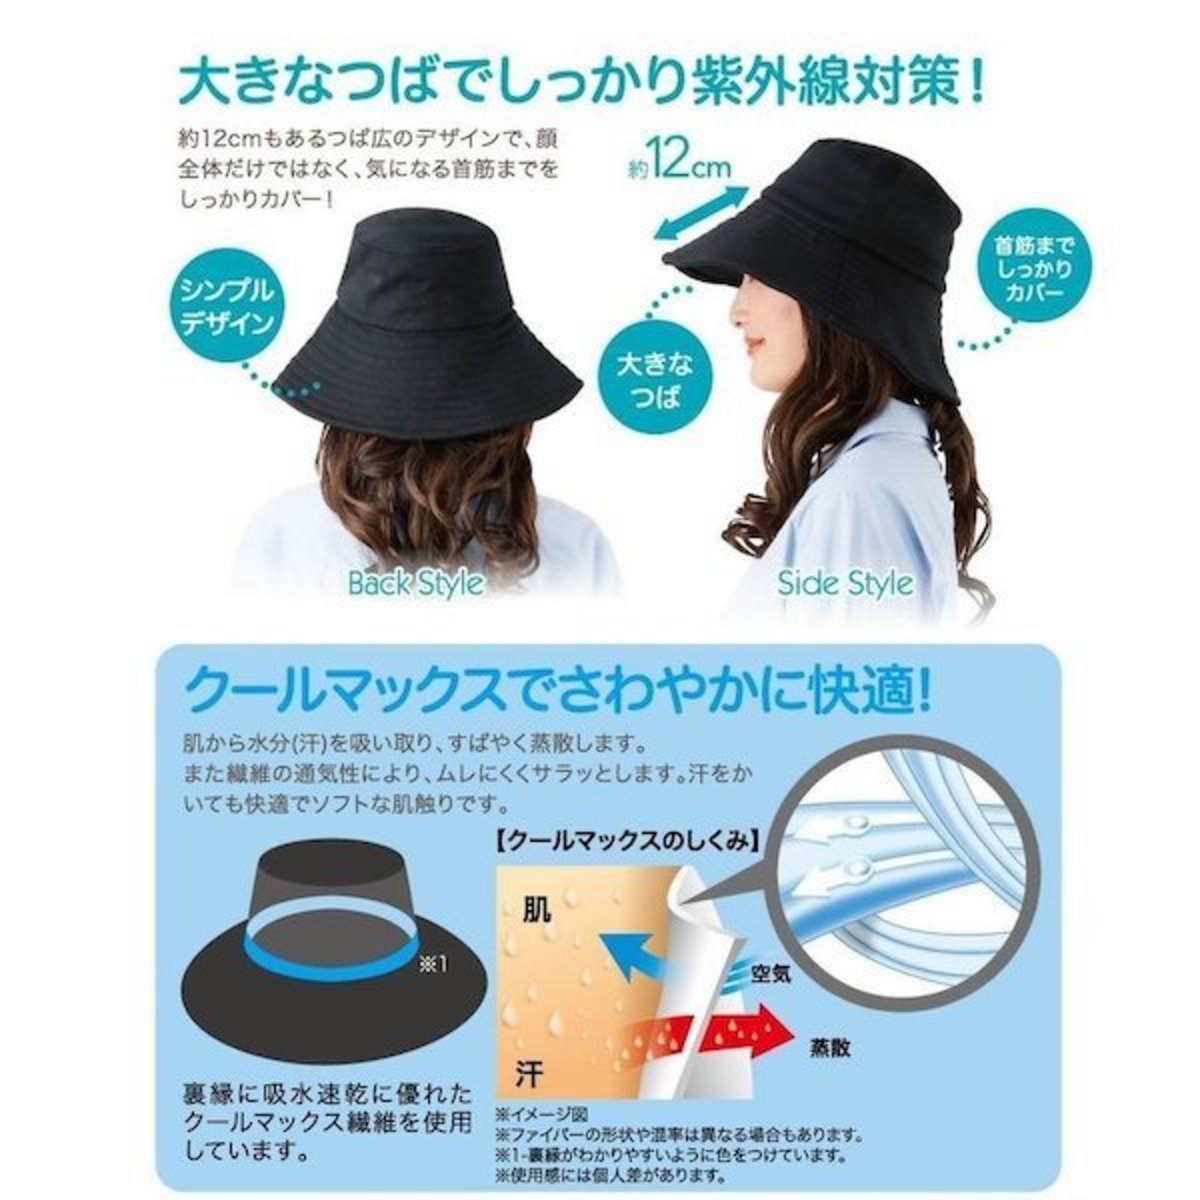 大きなつばでしっかり紫外線対策!
約12cmもあるつば広のデザインで、顔
全体だけではなく、気になる首筋までを
しっかりカバー!
約12cm
シンプル
デザイン
大きな
つば
首筋まで
しっかり
カバー
Back Style
Side Style
クールマックスでさわやかに快適!
肌から水分(汗)を吸い取り、すばやく蒸散します。
また繊維の通気性により、ムレにくくサラッとします。汗をか
いても快適でソフトな肌触りです。
【クールマックスのしくみ】
肌
※1
空気
蒸散
汗
裏縁に吸水速乾に優れた
クールマックス繊維を使用
しています。
※イメージ図
※ファイバーの形状や混率は異なる場合もあります。
※1-裏縁がわかりやすいように色をつけています。
※使用感には個人差があります。